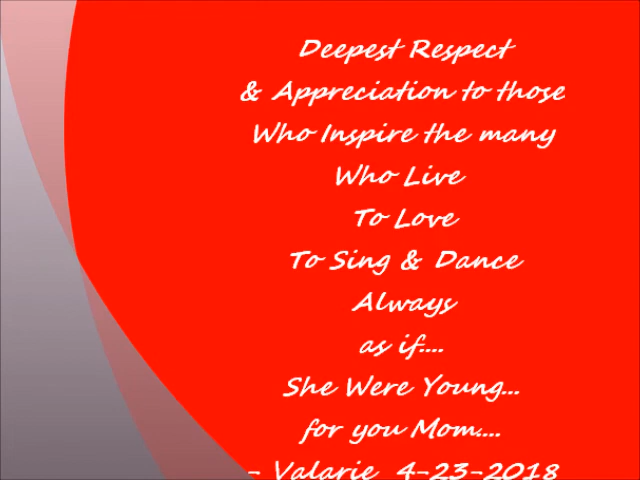 Deepest Respect
& Appreciation to those
Who Inspire the many
Who Live
To Love
To Sing & Dance
Always
as if....
She Were Young...
for you Mom....
- Valarie 4-23-2018